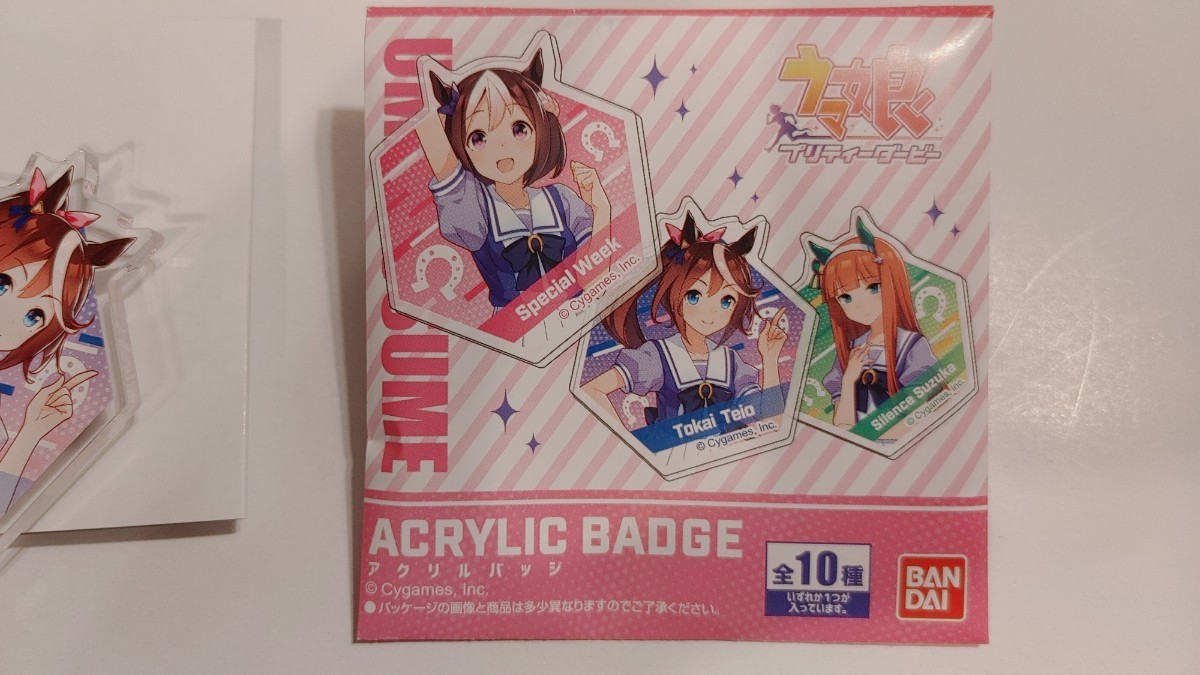 ウマ娘
プリティーダービー
Special Week
© Cygames, Inc.
Tokai Teio
© Cygames, Inc.
Silence Suzuka
© Cygames, Inc.
ACRYLIC BADGE
アクリルバッジ
© Cygames, Inc.
●パッケージの画像と商品は多少異なりますのでご了承ください。
全10種
いずれか1つが
入っています。
BAN
DAI